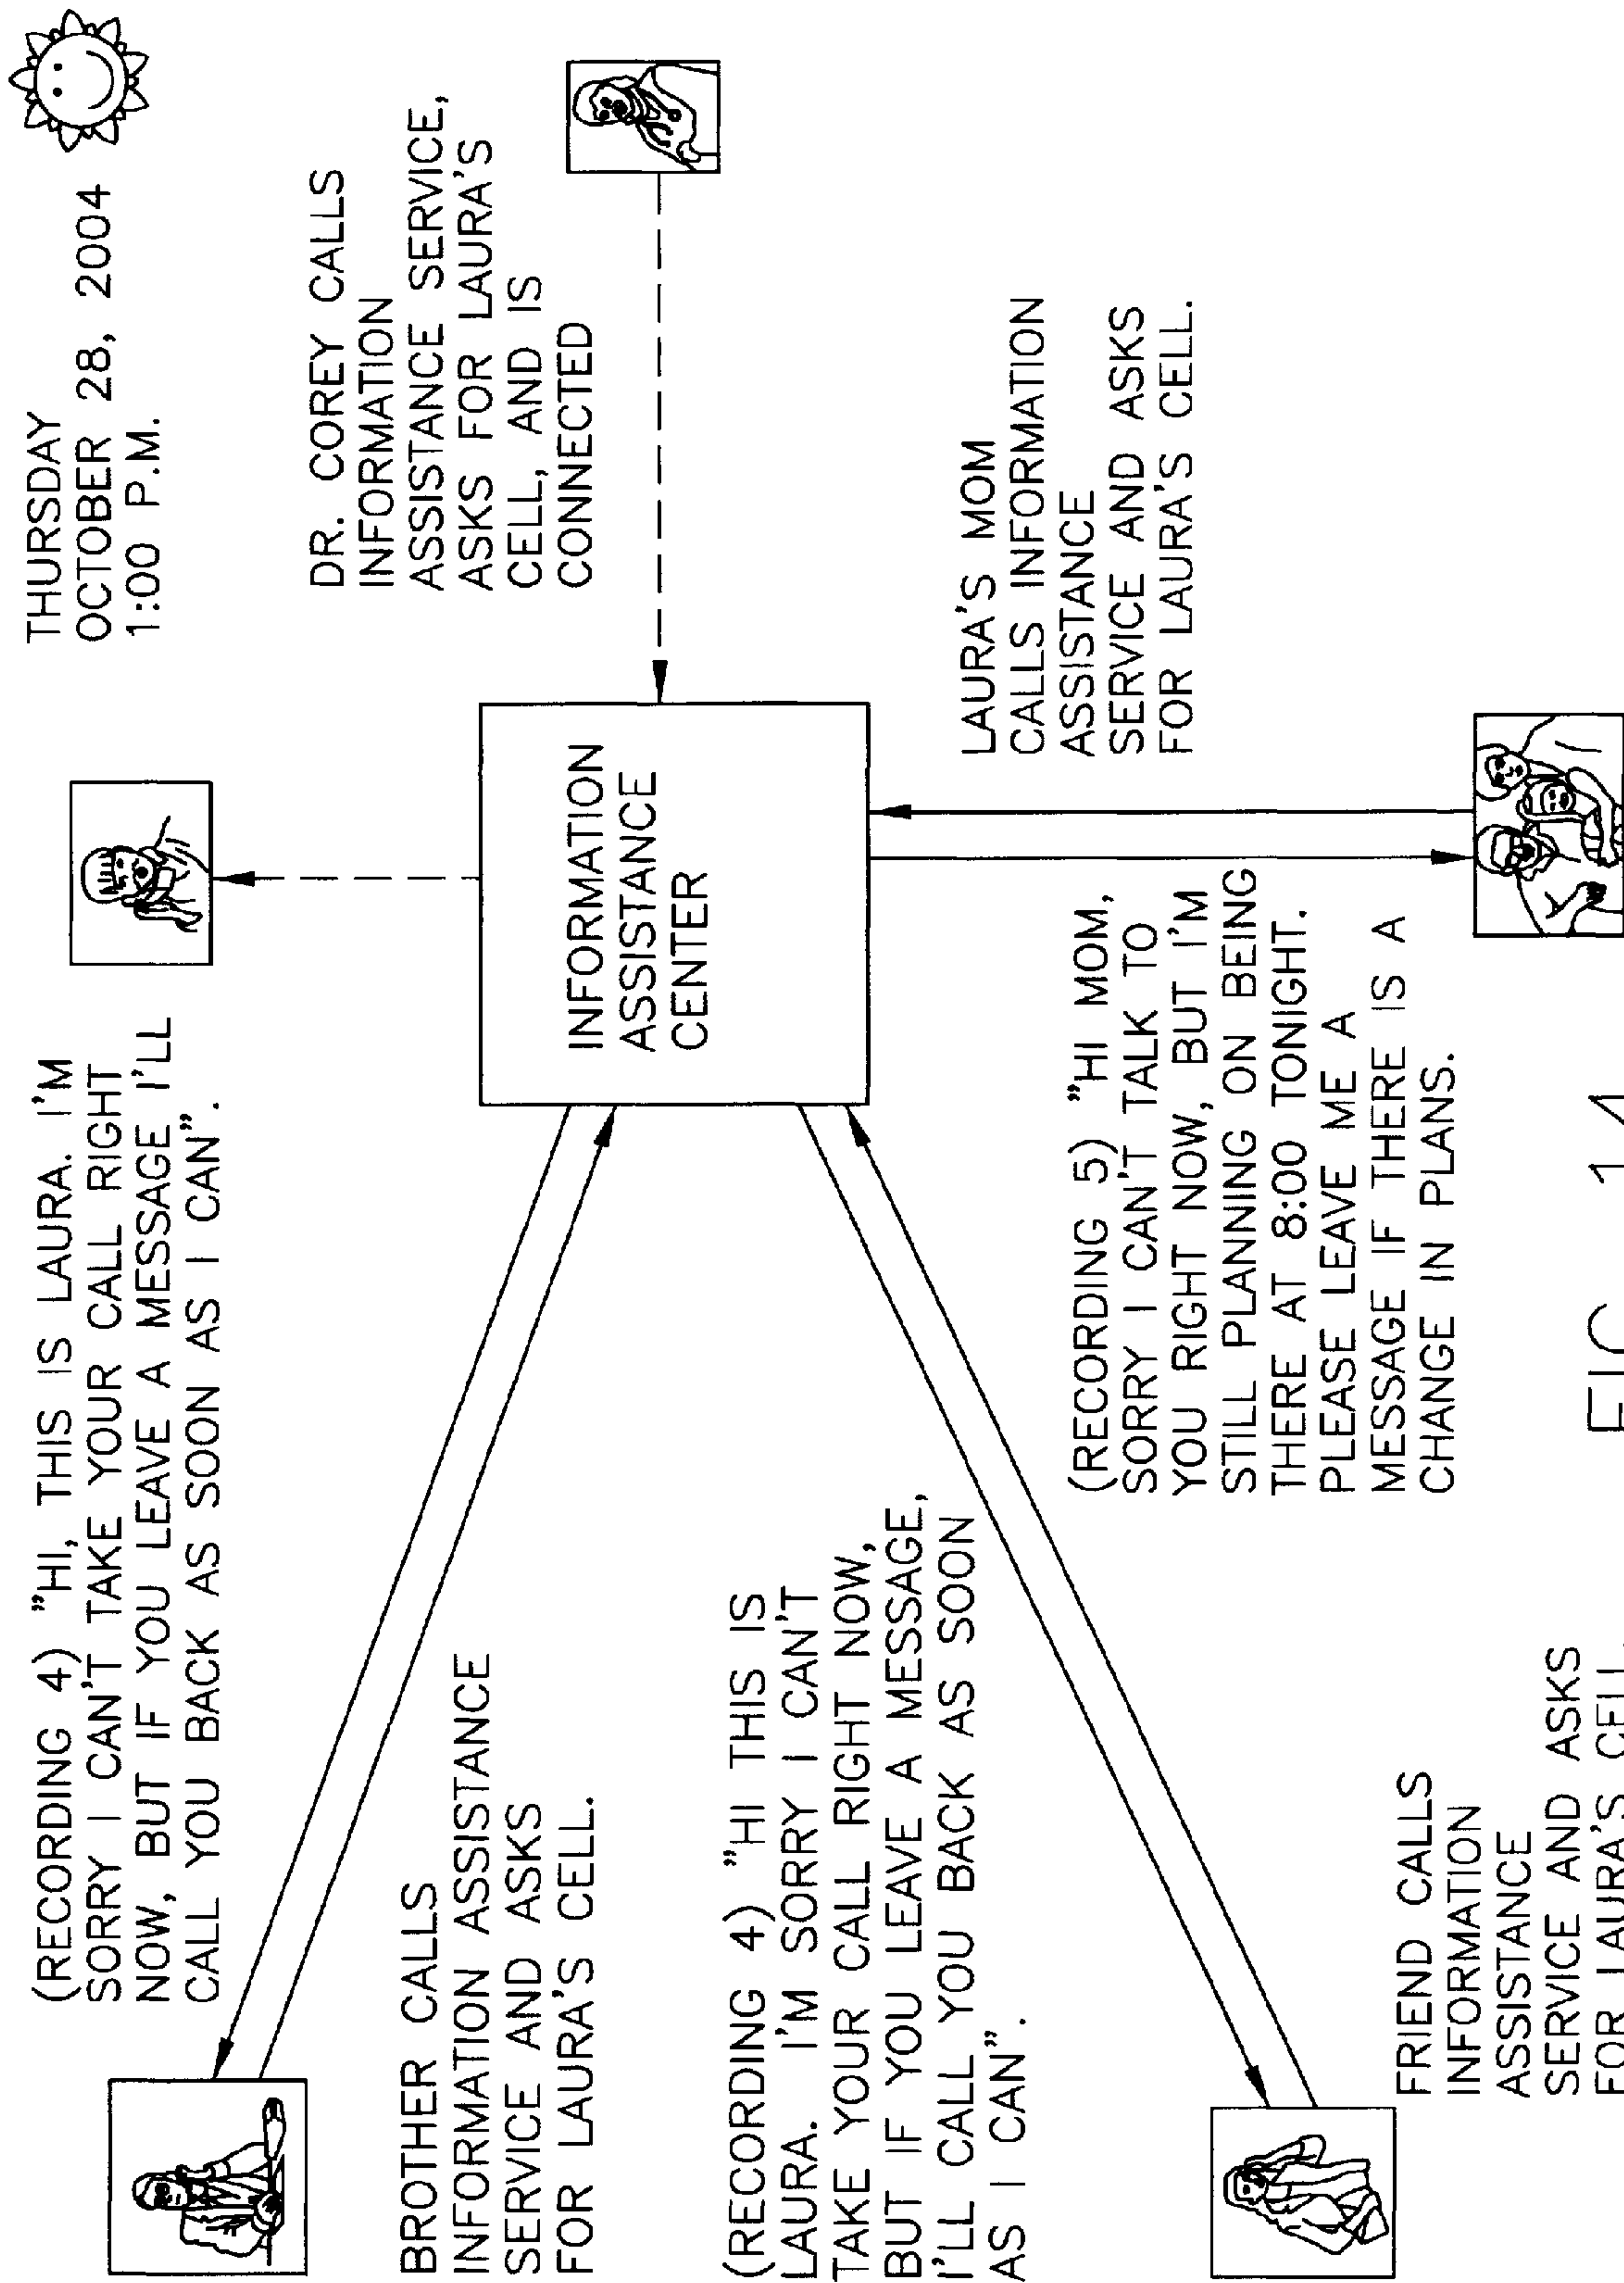 (RECORDING 4) "HI, THIS IS LAURA. I'M
SORRY I CAN'T TAKE YOUR CALL RIGHT
NOW, BUT IF YOU LEAVE A MESSAGE I'LL
CALL YOU BACK AS SOON AS I CAN".
THURSDAY
OCTOBER 28, 2004
1:00 P.M.
DR. COREY CALLS
INFORMATION
ASSISTANCE SERVICE,
ASKS FOR LAURA'S
CELL, AND IS
CONNECTED
BROTHER CALLS
INFORMATION ASSISTANCE
SERVICE AND ASKS
FOR LAURA'S CELL.
INFORMATION
ASSISTANCE
CENTER
(RECORDING 4) "HI THIS IS
LAURA. I'M SORRY I CAN'T
TAKE YOUR CALL RIGHT NOW,
BUT IF YOU LEAVE A MESSAGE,
I'LL CALL YOU BACK AS SOON
AS I CAN".
LAURA'S MOM
CALLS INFORMATION
ASSISTANCE
SERVICE AND ASKS
FOR LAURA'S CELL.
(RECORDING 5) "HI MOM,
SORRY I CAN'T TALK TO
YOU RIGHT NOW, BUT I'M
STILL PLANNING ON BEING
THERE AT 8:00 TONIGHT.
PLEASE LEAVE ME A
MESSAGE IF THERE IS A
CHANGE IN PLANS.
FRIEND CALLS
INFORMATION
ASSISTANCE
SERVICE AND ASKS
FOR LAURA'S CELL.